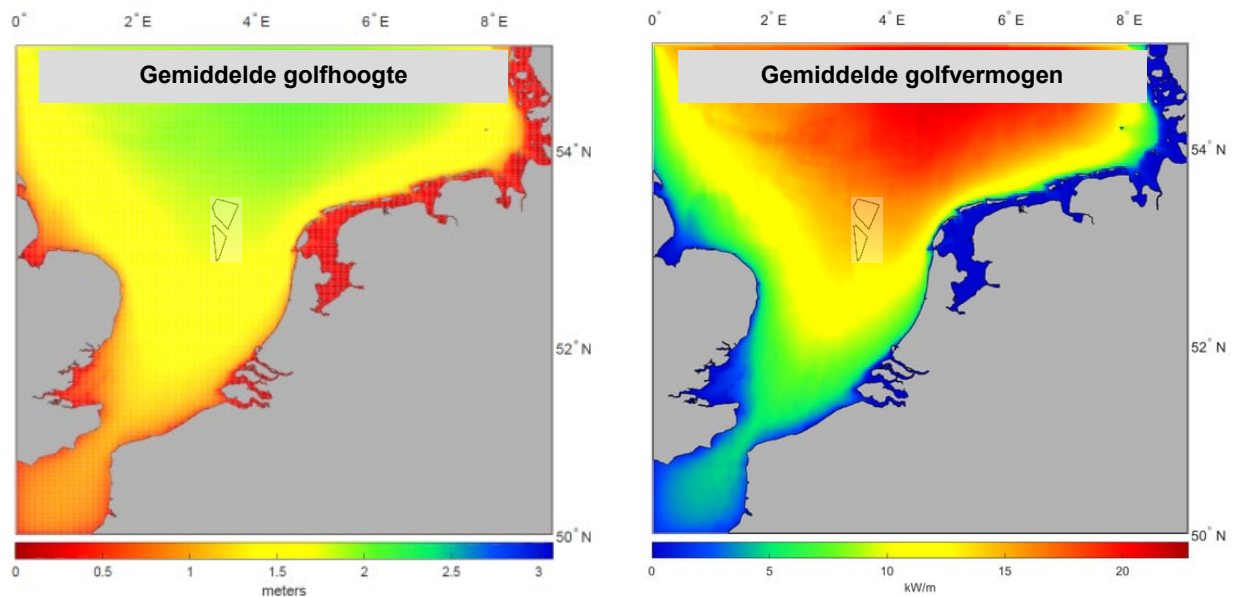 0° 2° E 4° E 6° E 8° E
Gemiddelde golfhoogte
54° N
52° N
50° N
0 0.5 1 1.5 2 2.5 3
meters
0° 2° E 4° E 6° E 8° E
Gemiddelde golfvermogen
54° N
52° N
50° N
0 5 10 15 20
kW/m